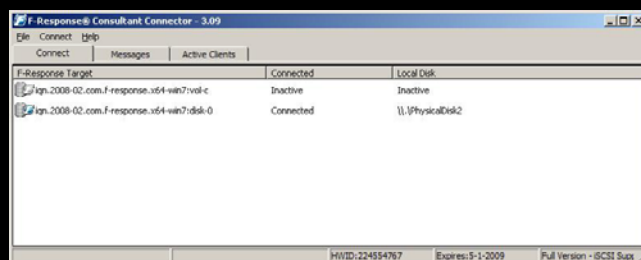 F-Response® Consultant Connector - 3.09
File Connect Help
Connect Messages Active Clients
F-Response Target Connected Local Disk
iqn.2008-02.com.f-response.x64-win7:vol-c Inactive Inactive
iqn.2008-02.com.f-response.x64-win7:disk-0 Connected \\.\PhysicalDisk2
HWID:224554767 Expires:5-1-2009 Full Version - iSCSI Supp